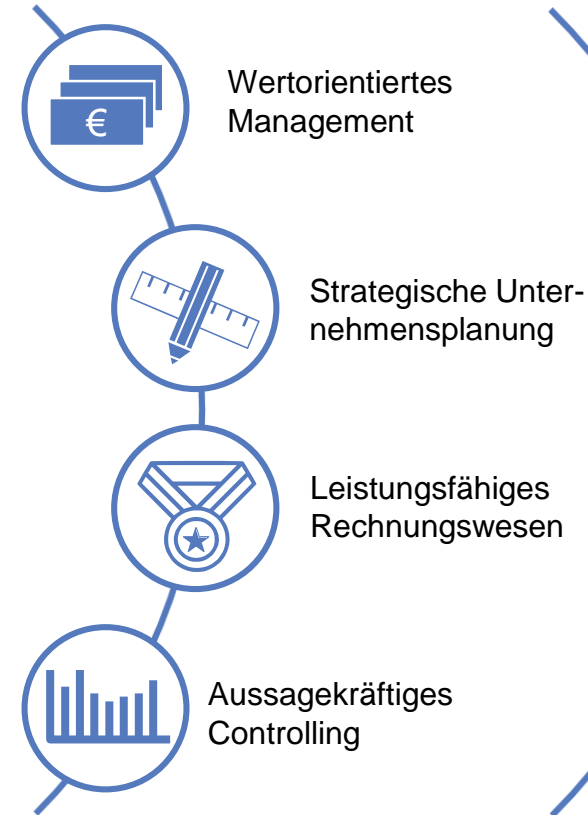 €
Wertorientiertes
Management
Strategische Unter-
nehmensplanung
Leistungsfähiges
Rechnungswesen
Aussagekräftiges
Controlling